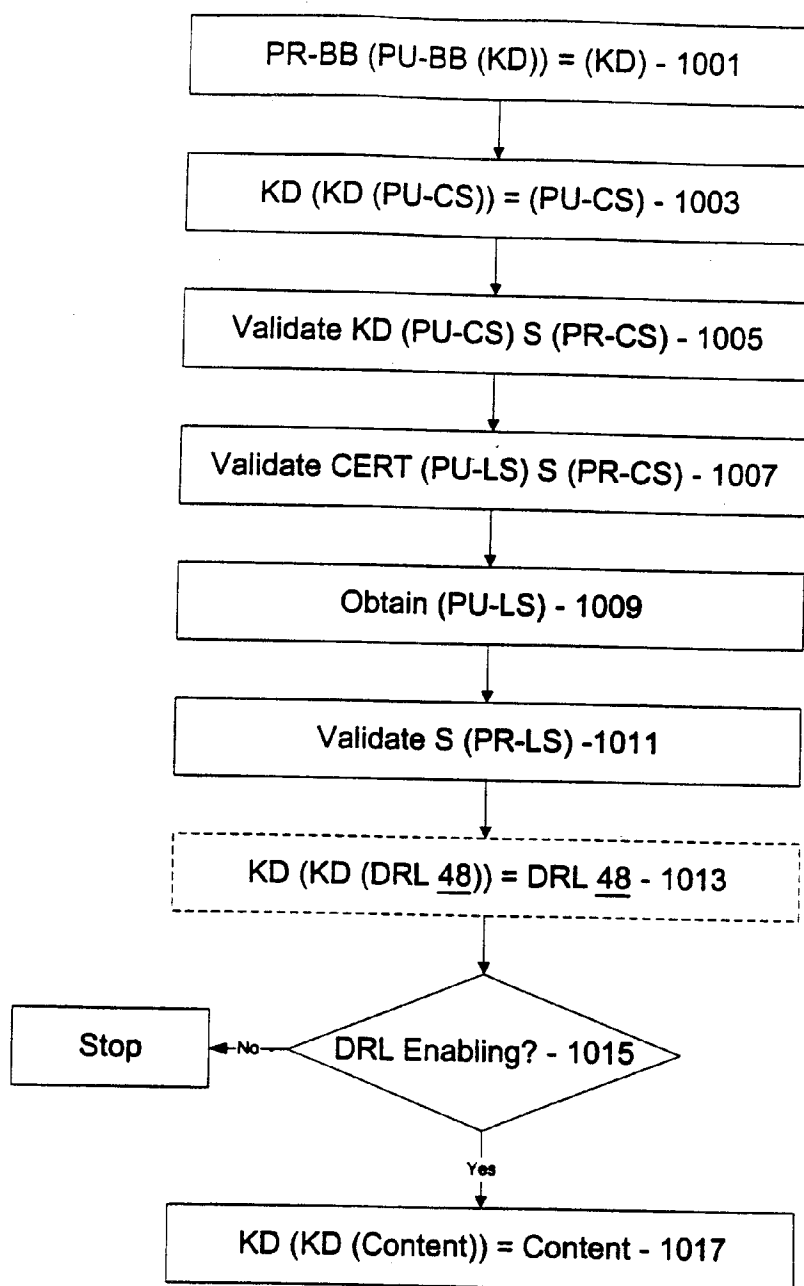 PR-BB (PU-BB (KD)) = (KD) - 1001
KD (KD (PU-CS)) = (PU-CS) - 1003
Validate KD (PU-CS) S (PR-CS) - 1005
Validate CERT (PU-LS) S (PR-CS) - 1007
Obtain (PU-LS) - 1009
Validate S (PR-LS) -1011
KD (KD (DRL 48)) = DRL 48 - 1013
Stop
No
DRL Enabling? - 1015
Yes
KD (KD (Content)) = Content - 1017